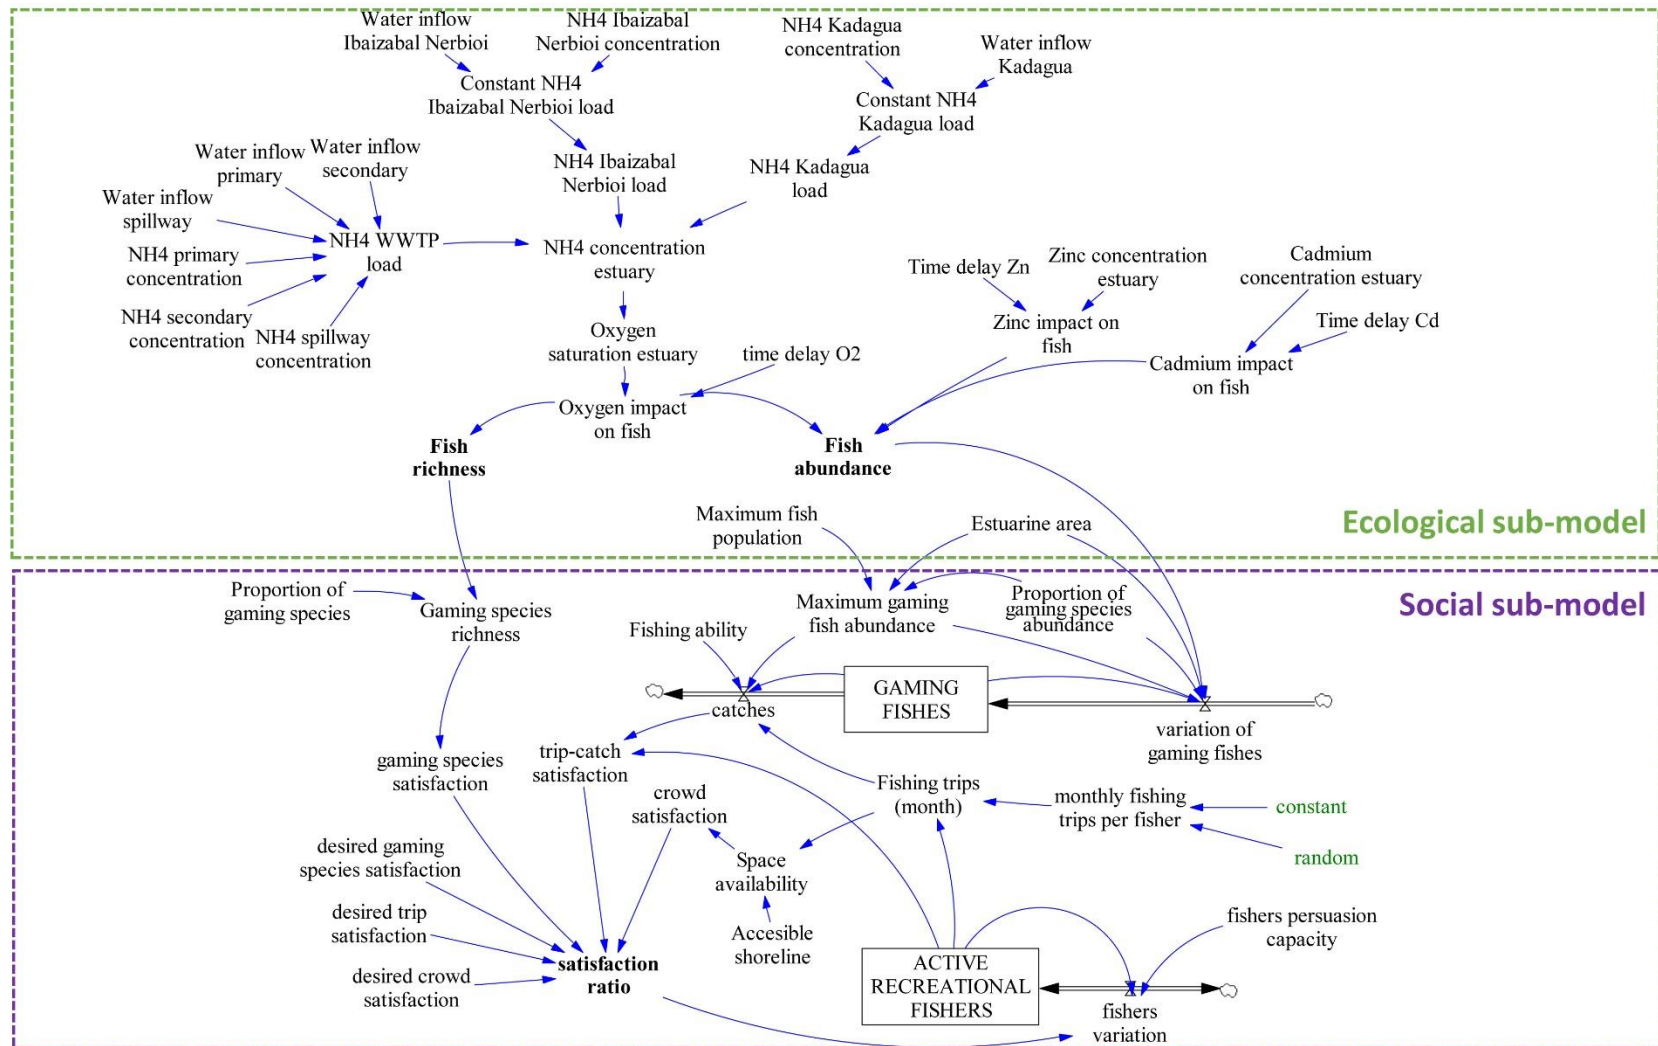 Water inflow
Ibaizabal Nerbioi
NH4 Ibaizabal
Nerbioi concentration
NH4 Kadagua
concentration
Water inflow
Kadagua
Constant NH4
Ibaizabal Nerbioi load
Constant NH4
Kadagua load
Water inflow
primary
Water inflow
secondary
NH4 Ibaizabal
Nerbioi load
NH4 Kadagua
load
Water inflow
spillway
NH4 WWTP
load
NH4 concentration
estuary
NH4 primary
concentration
NH4 secondary
concentration
NH4 spillway
concentration
Time delay Zn
Zinc concentration
estuary
Cadmium
concentration estuary
Oxygen
saturation estuary
time delay O2
Zinc impact on
fish
Time delay Cd
Cadmium impact
on fish
Oxygen impact
on fish
Fish
richness
Fish
abundance
Maximum fish
population
Estuarine area
Ecological sub-model
Proportion of
gaming species
Gaming species
richness
Maximum gaming
fish abundance
Proportion of
gaming species
abundance
Social sub-model
Fishing ability
GAMING
FISHES
catches
variation of
gaming fishes
gaming species
satisfaction
trip-catch
satisfaction
crowd
satisfaction
Fishing trips
(month)
monthly fishing
trips per fisher
constant
random
desired gaming
species satisfaction
Space
availability
desired trip
satisfaction
Accesible
shoreline
fishers persuasion
capacity
desired crowd
satisfaction
satisfaction
ratio
ACTIVE
RECREATIONAL
FISHERS
fishers
variation